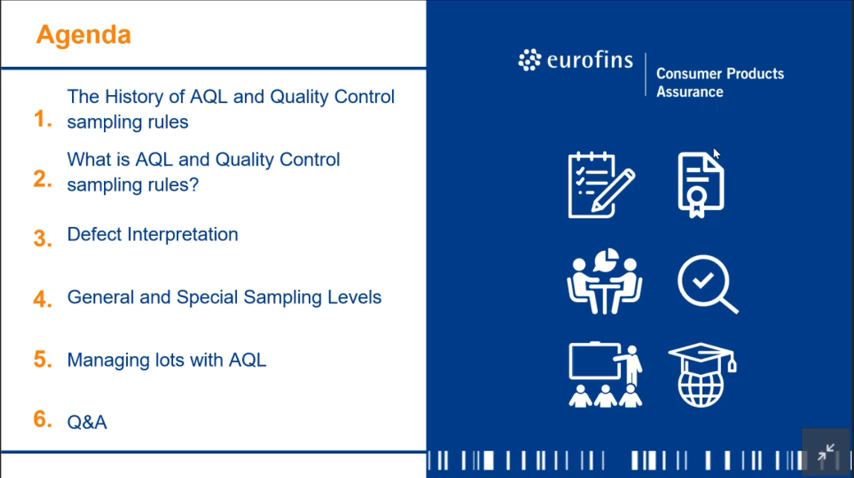 Agenda
1. The History of AQL and Quality Control
sampling rules
2. What is AQL and Quality Control
sampling rules?
3. Defect Interpretation
4. General and Special Sampling Levels
5. Managing lots with AQL
6. Q&A
eurofins
Consumer Products
Assurance